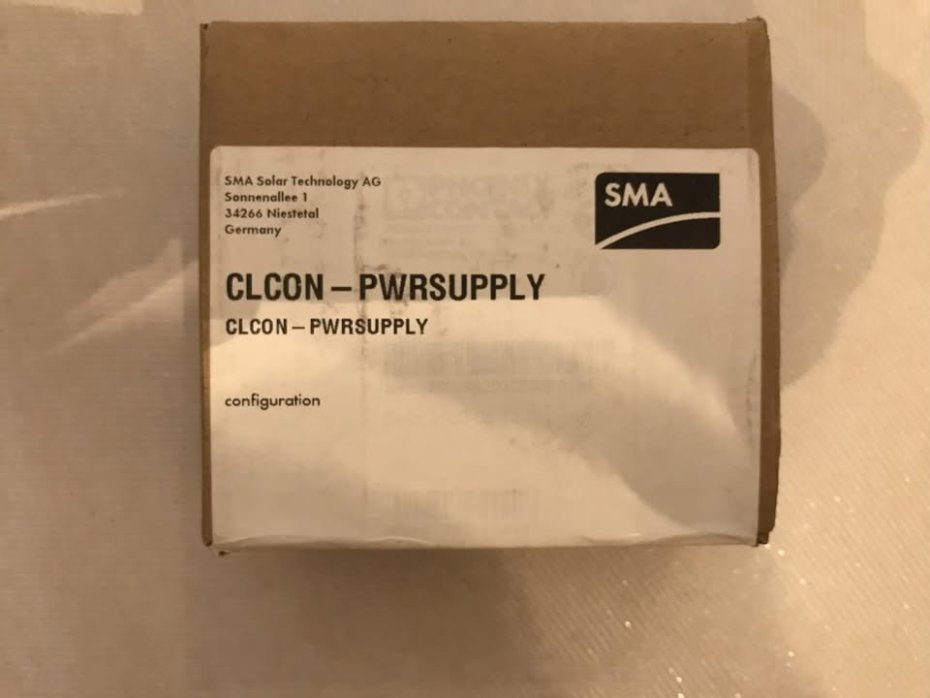 SMA Solar Technology AG
Sonnenallee 1
34266 Niestetal
Germany
SMA
CLCON – PWRSUPPLY
CLCON – PWRSUPPLY
configuration